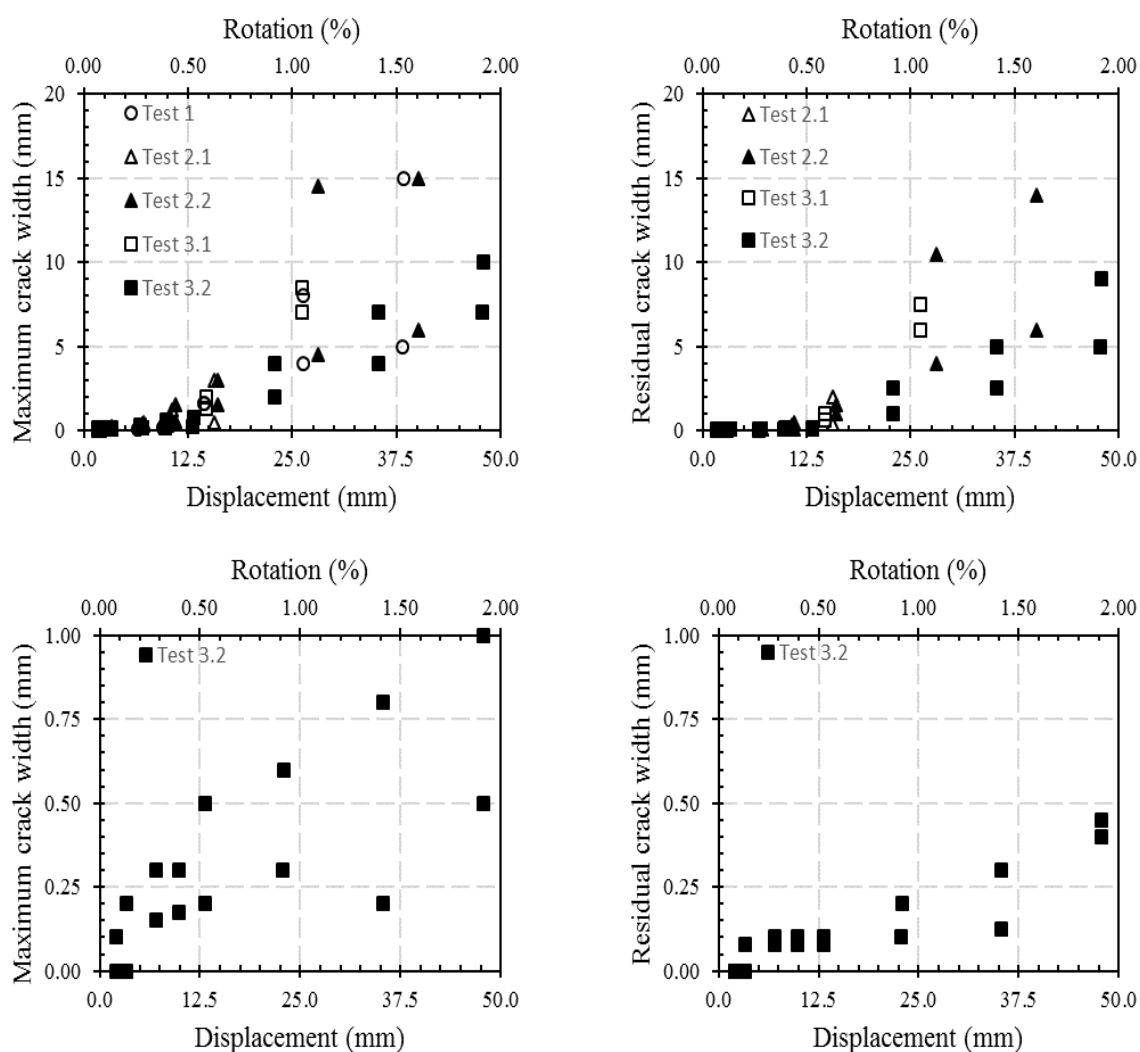 Rotation (%)
0.00 0.50 1.00 1.50 2.00
20
15
10
5
0
Maximum crack width (mm)
Test 1
Test 2.1
Test 2.2
Test 3.1
Test 3.2
0.0 12.5 25.0 37.5 50.0
Displacement (mm)
Rotation (%)
0.00 0.50 1.00 1.50 2.00
20
15
10
5
0
Residual crack width (mm)
Test 2.1
Test 2.2
Test 3.1
Test 3.2
0.0 12.5 25.0 37.5 50.0
Displacement (mm)
Rotation (%)
0.00 0.50 1.00 1.50 2.00
1.00
0.75
0.50
0.25
0.00
Maximum crack width (mm)
Test 3.2
0.0 12.5 25.0 37.5 50.0
Displacement (mm)
Rotation (%)
0.00 0.50 1.00 1.50 2.00
1.00
0.75
0.50
0.25
0.00
Residual crack width (mm)
Test 3.2
0.0 12.5 25.0 37.5 50.0
Displacement (mm)